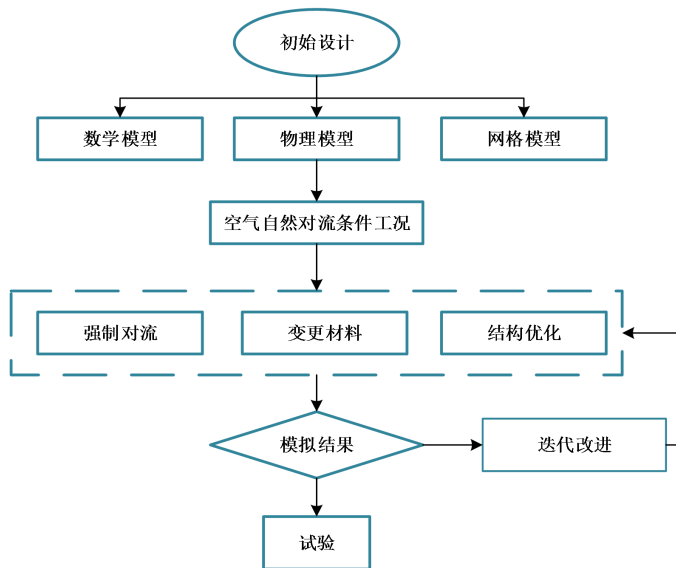 初始设计
数学模型
物理模型
网格模型
空气自然对流条件工况
强制对流
变更材料
结构优化
模拟结果
迭代改进
试验